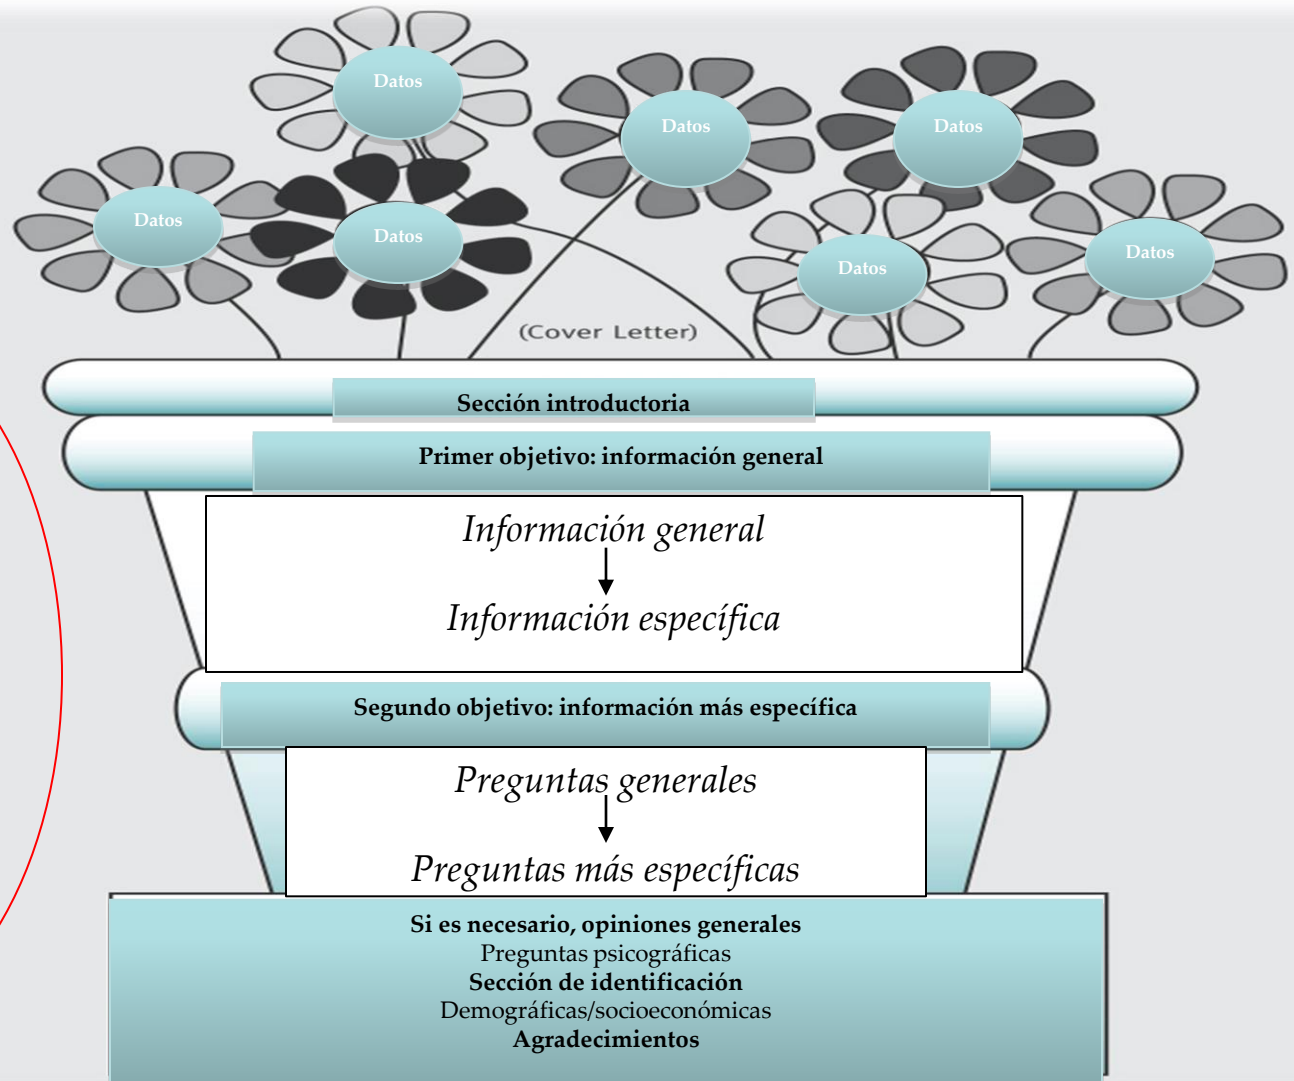 Datos
Datos
Datos
Datos
Datos
Datos
Datos
Datos
(Cover Letter)
Sección introductoria
Primer objetivo: información general
Información general
Información específica
Segundo objetivo: información más específica
Preguntas generales
Preguntas más específicas
Si es necesario, opiniones generales
Preguntas psicográficas
Sección de identificación
Demográficas/socioeconómicas
Agradecimientos